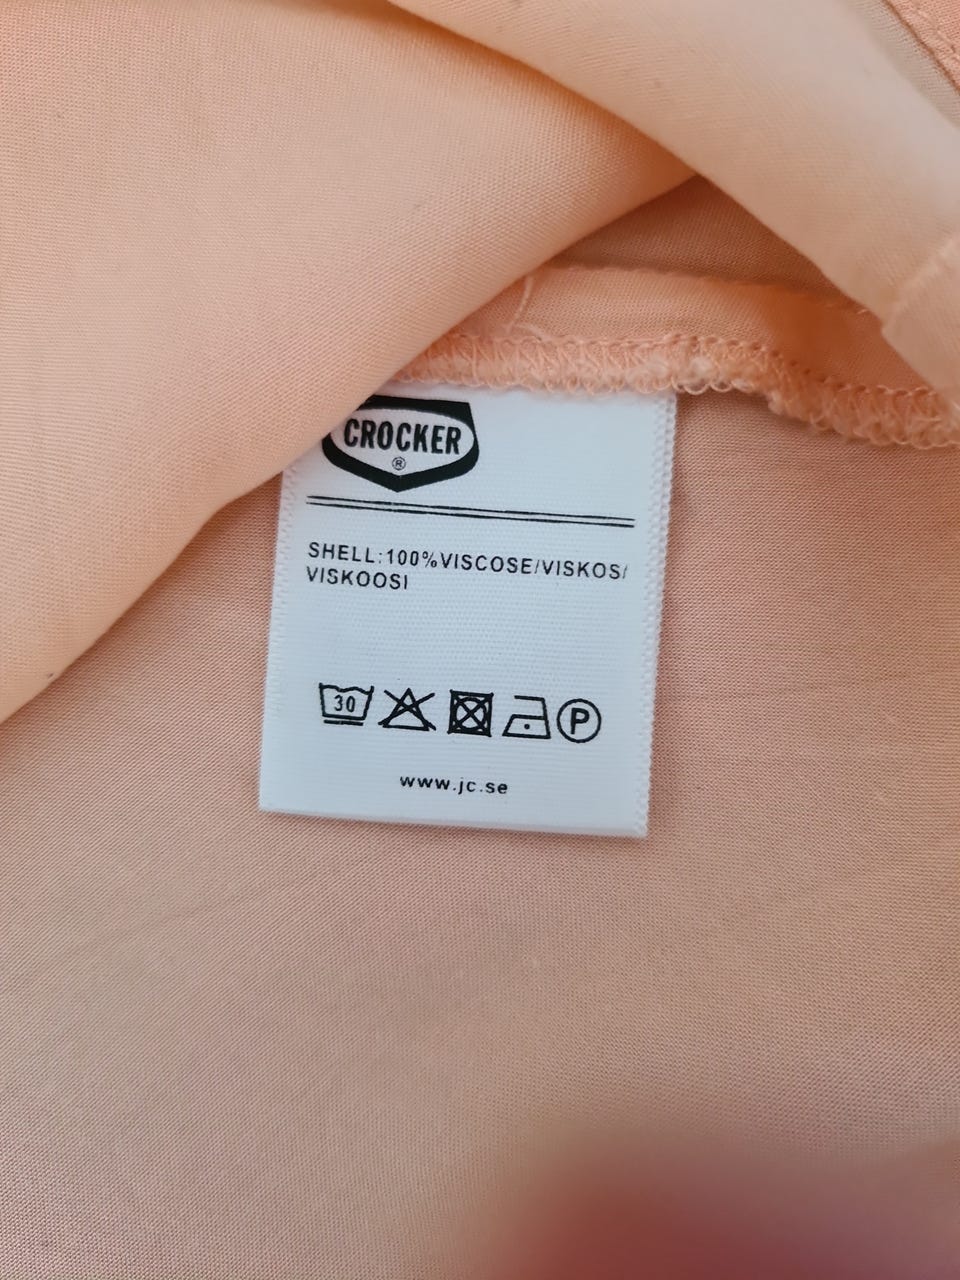 CROCKER
®
SHELL:100%VISCOSE/VISKOS/
VISKOOSI
30
P
www.jc.se